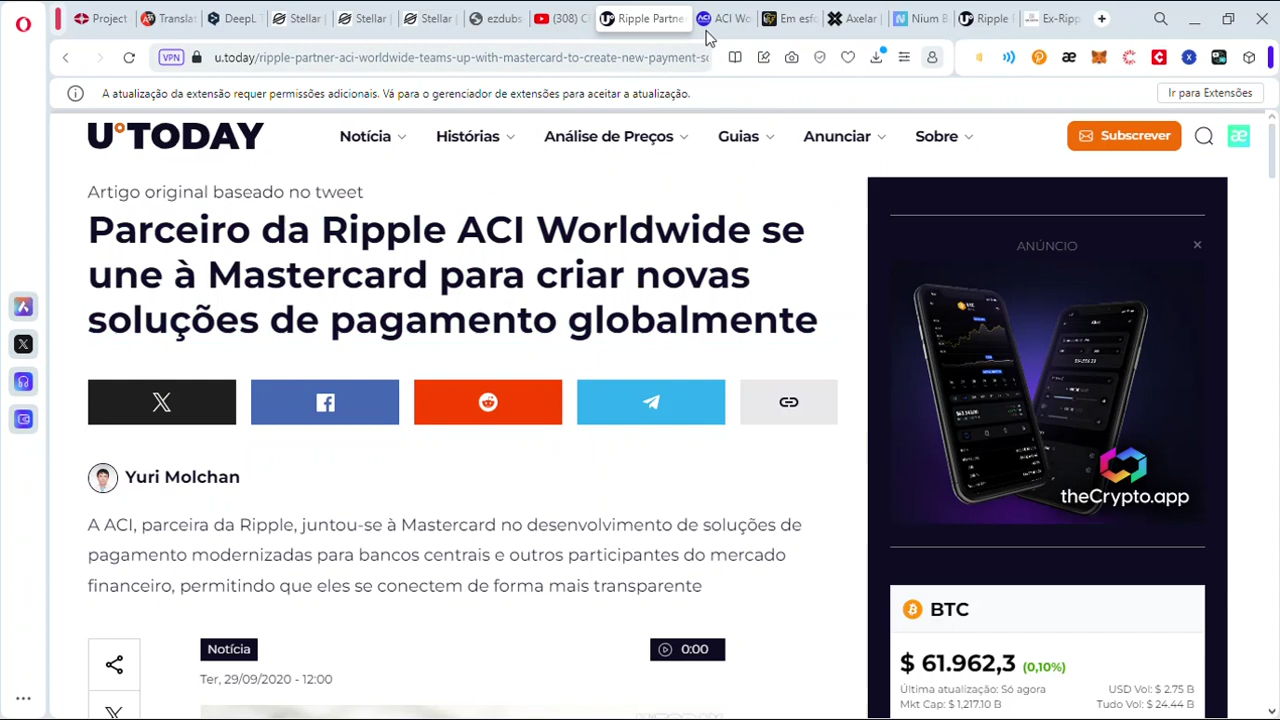 Project
Transla
DeepL T
Stellar
Stellar
Stellar
ezdubs
(308) C
Ripple Partne
ACI Wo
Em esfo
Axelar
Nium B
Ripple
Ex-Ripp
VPN
u.today/ripple-partner-aci-worldwide-teams-up-with-mastercard-to-create-new-payment-so
A atualização da extensão requer permissões adicionais. Vá para o gerenciador de extensões para aceitar a atualização.
Ir para Extensões
U°TODAY
Notícia
Histórias
Análise de Preços
Guias
Anunciar
Sobre
Subscrever
Artigo original baseado no tweet
Parceiro da Ripple ACI Worldwide se
une à Mastercard para criar novas
soluções de pagamento globalmente
Yuri Molchan
A ACI, parceira da Ripple, juntou-se à Mastercard no desenvolvimento de soluções de
pagamento modernizadas para bancos centrais e outros participantes do mercado
financeiro, permitindo que eles se conectem de forma mais transparente
Notícia
0:00
Ter, 29/09/2020 - 12:00
ANÚNCIO
theCrypto.app
BTC
$ 61.962,3 (0,10%)
Última atualização: Só agora
USD Vol: $ 2.75 B
Mkt Cap: $ 1,217.10 B
Tudo Vol: $ 24.44 B